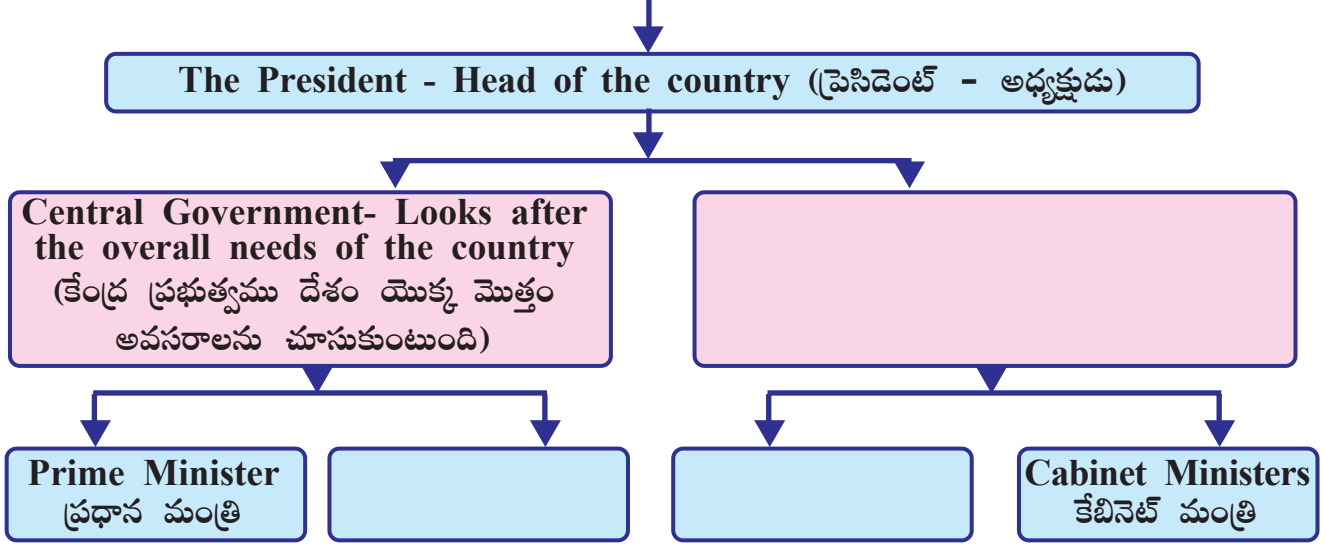 The President - Head of the country (ప్రెసిడెంట్ - అధ్యక్షుడు)
Central Government- Looks after
the overall needs of the country
(కేంద్ర ప్రభుత్వము దేశం యొక్క మొత్తం
అవసరాలను చూసుకుంటుంది)
Prime Minister
ప్రధాన మంత్రి
Cabinet Ministers
కేబినెట్ మంత్రి